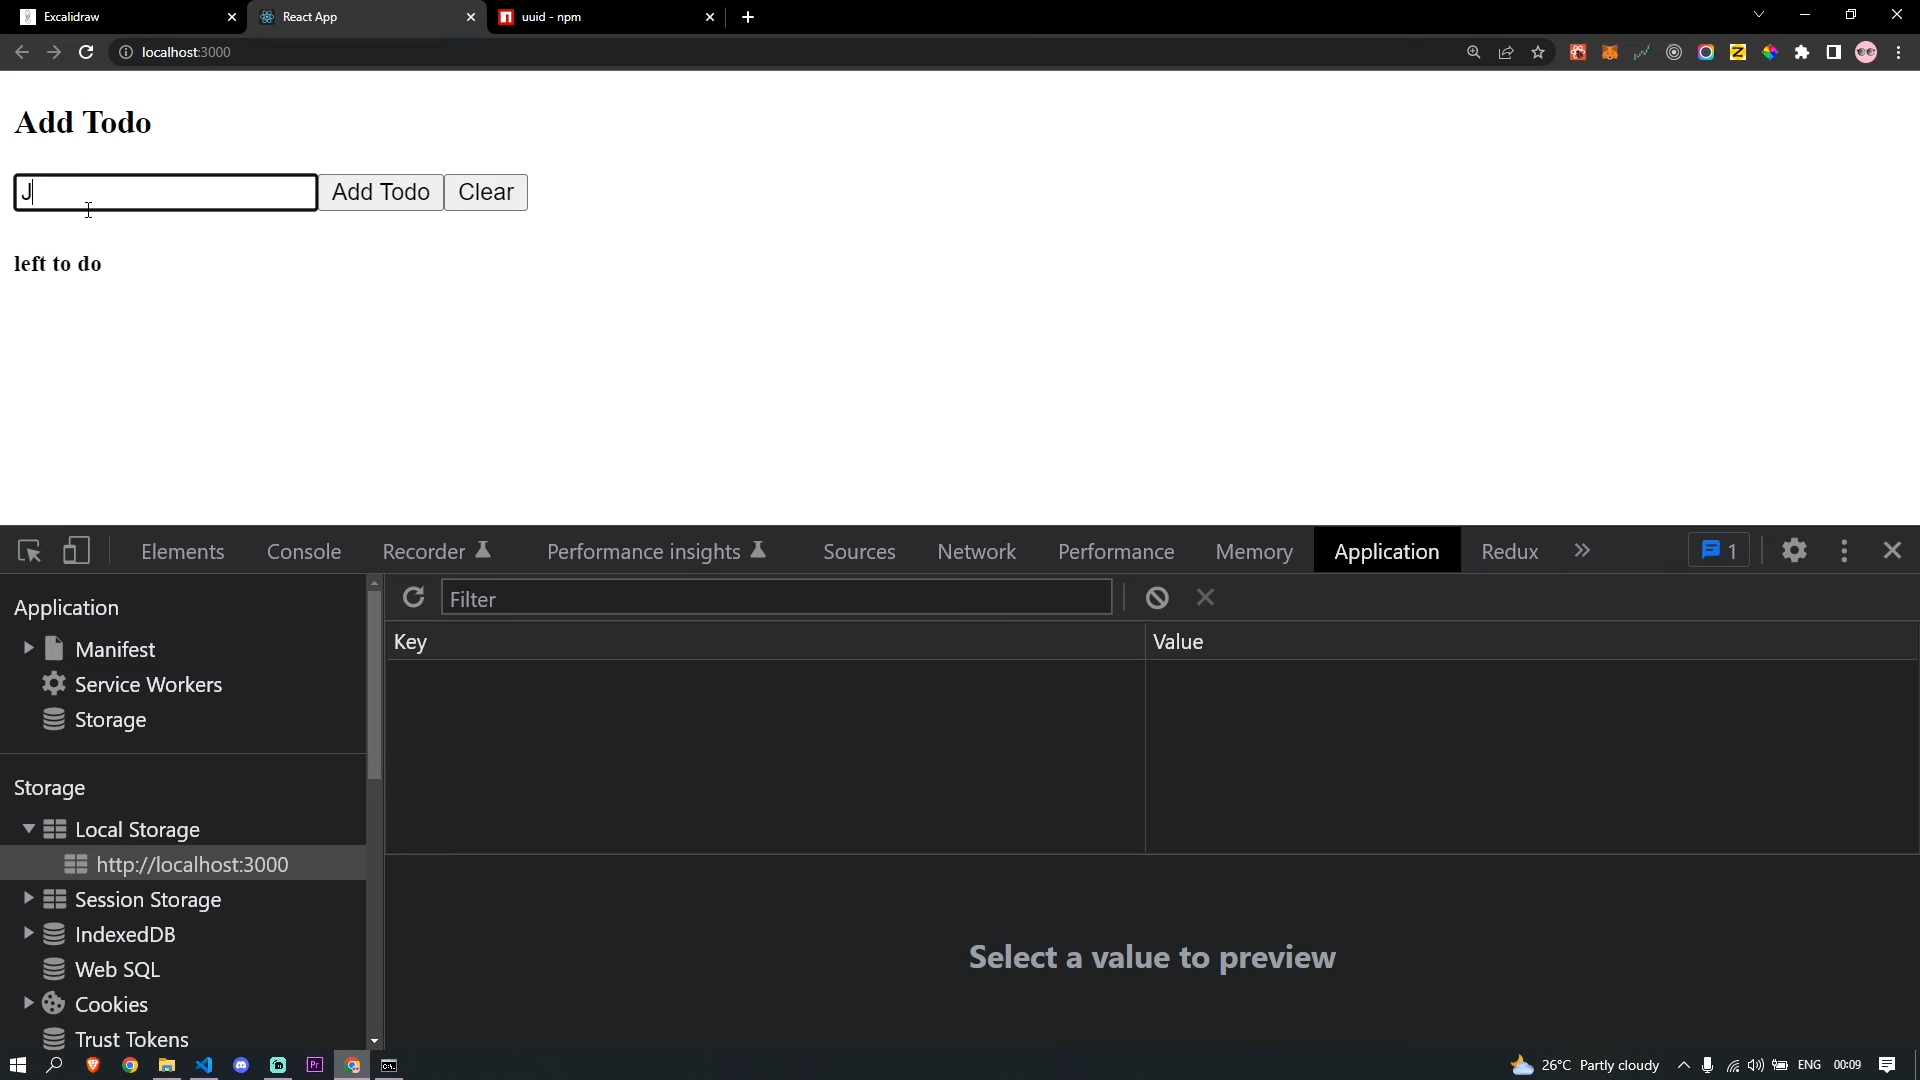 Excalidraw
React App
uuid - npm
localhost:3000
Add Todo
J
Add Todo
Clear
left to do
Elements
Console
Recorder
Performance insights
Sources
Network
Performance
Memory
Application
Redux
1
Application
Filter
Key
Value
Manifest
Service Workers
Storage
Storage
Local Storage
http://localhost:3000
Session Storage
IndexedDB
Web SQL
Cookies
Trust Tokens
Select a value to preview
Pr
26°C Partly cloudy
ENG
00:09